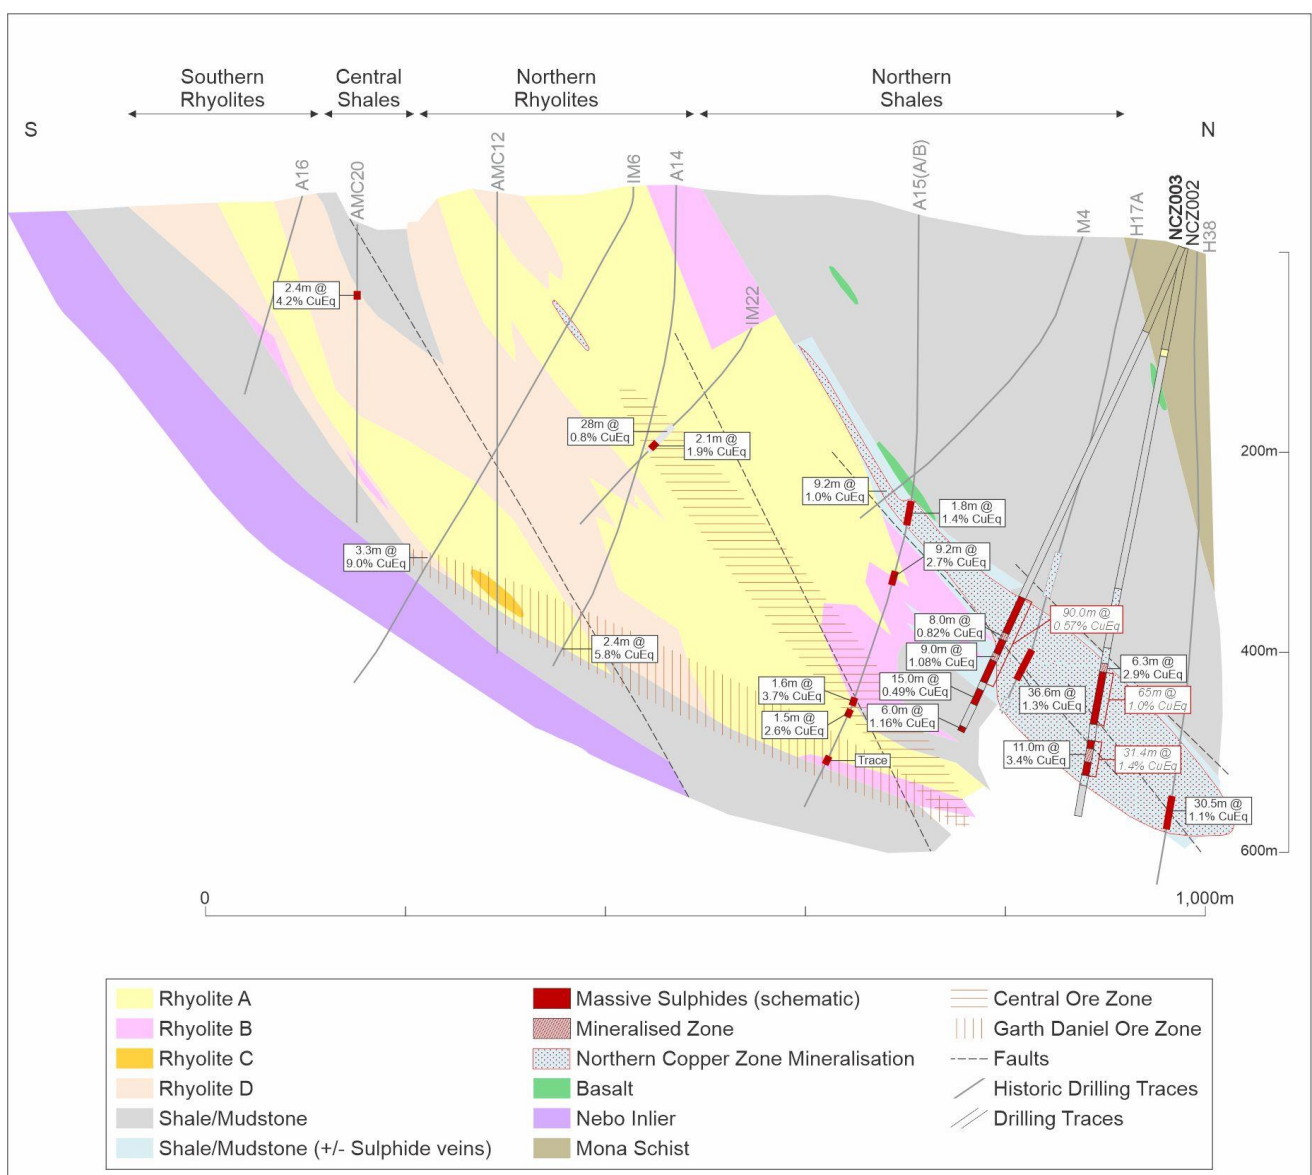 Southern
Rhyolites
Central
Shales
Northern
Rhyolites
Northern
Shales
S
N
A16
AMC20
AMC12
IM6
A14
IM22
A15(A/B)
M4
H17A
NCZ003
NCZ002
H38
2.4m @
4.2% CuEq
28m @
0.8% CuEq
2.1m @
1.9% CuEq
200m
9.2m @
1.0% CuEq
1.8m @
1.4% CuEq
3.3m @
9.0% CuEq
9.2m @
2.7% CuEq
2.4m @
5.8% CuEq
8.0m @
0.82% CuEq
90.0m @
0.57% CuEq
9.0m @
1.08% CuEq
400m
6.3m @
2.9% CuEq
1.6m @
3.7% CuEq
15.0m @
0.49% CuEq
36.6m @
1.3% CuEq
65m @
1.0% CuEq
1.5m @
2.6% CuEq
6.0m @
1.16% CuEq
11.0m @
3.4% CuEq
31.4m @
1.4% CuEq
Trace
30.5m @
1.1% CuEq
600m
0
1,000m
Rhyolite A
Rhyolite B
Rhyolite C
Rhyolite D
Shale/Mudstone
Shale/Mudstone (+/- Sulphide veins)
Massive Sulphides (schematic)
Mineralised Zone
Northern Copper Zone Mineralisation
Basalt
Nebo Inlier
Mona Schist
Central Ore Zone
Garth Daniel Ore Zone
Faults
Historic Drilling Traces
Drilling Traces